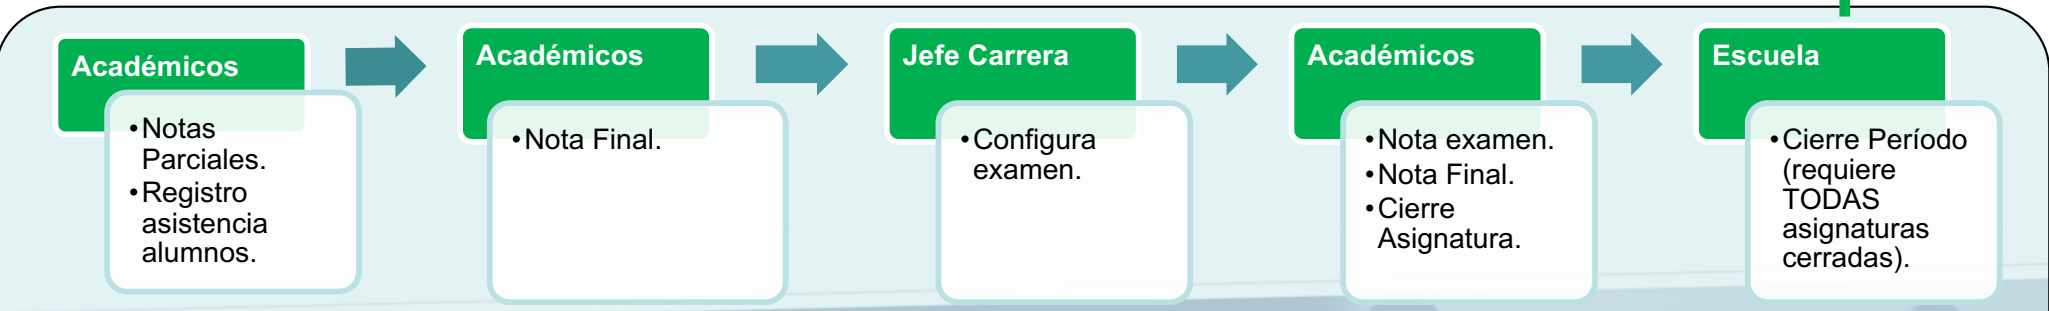 Académicos
•Notas
Parciales.
•Registro
asistencia
alumnos.
Académicos
•Nota Final.
Jefe Carrera
•Configura
examen.
Académicos
•Nota examen.
•Nota Final.
•Cierre
Asignatura.
Escuela
•Cierre Período
(requiere
TODAS
asignaturas
cerradas).